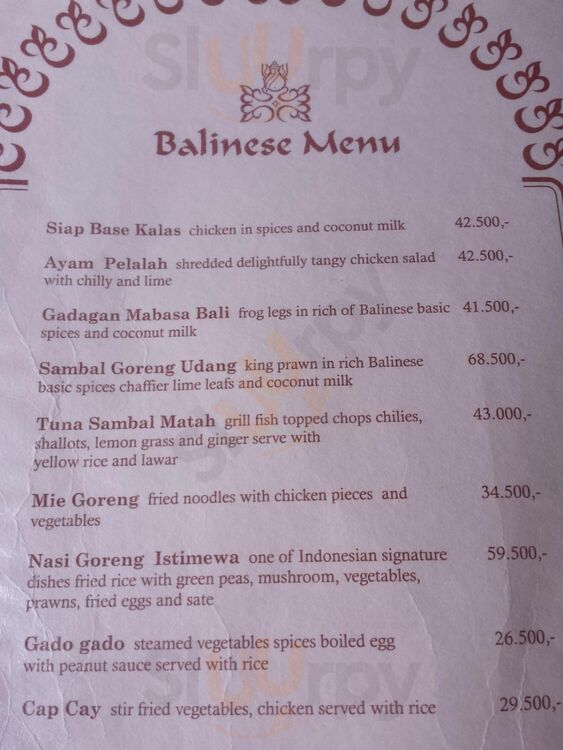 Sluurpy
Balinese Menu
Siap Base Kalas chicken in spices and coconut milk 42.500,-
Ayam Pelalah shredded delightfully tangy chicken salad 42.500,-
with chilly and lime
Gadagan Mabasa Bali frog legs in rich of Balinese basic 41.500,-
spices and coconut milk
Sambal Goreng Udang king prawn in rich Balinese 68.500,-
basic spices chaffier lime leafs and coconut milk
Tuna Sambal Matah grill fish topped chops chilies, 43.000,-
shallots, lemon grass and ginger serve with
yellow rice and lawar
Sluurpy
Mie Goreng fried noodles with chicken pieces and 34.500,-
vegetables
Nasi Goreng Istimewa one of Indonesian signature 59.500,-
dishes fried rice with green peas, mushroom, vegetables,
prawns, fried eggs and sate
Gado gado steamed vegetables spices boiled egg 26.500,-
with peanut sauce served with rice
Sluurpy
Cap Cay stir fried vegetables, chicken served with rice 29.500,-